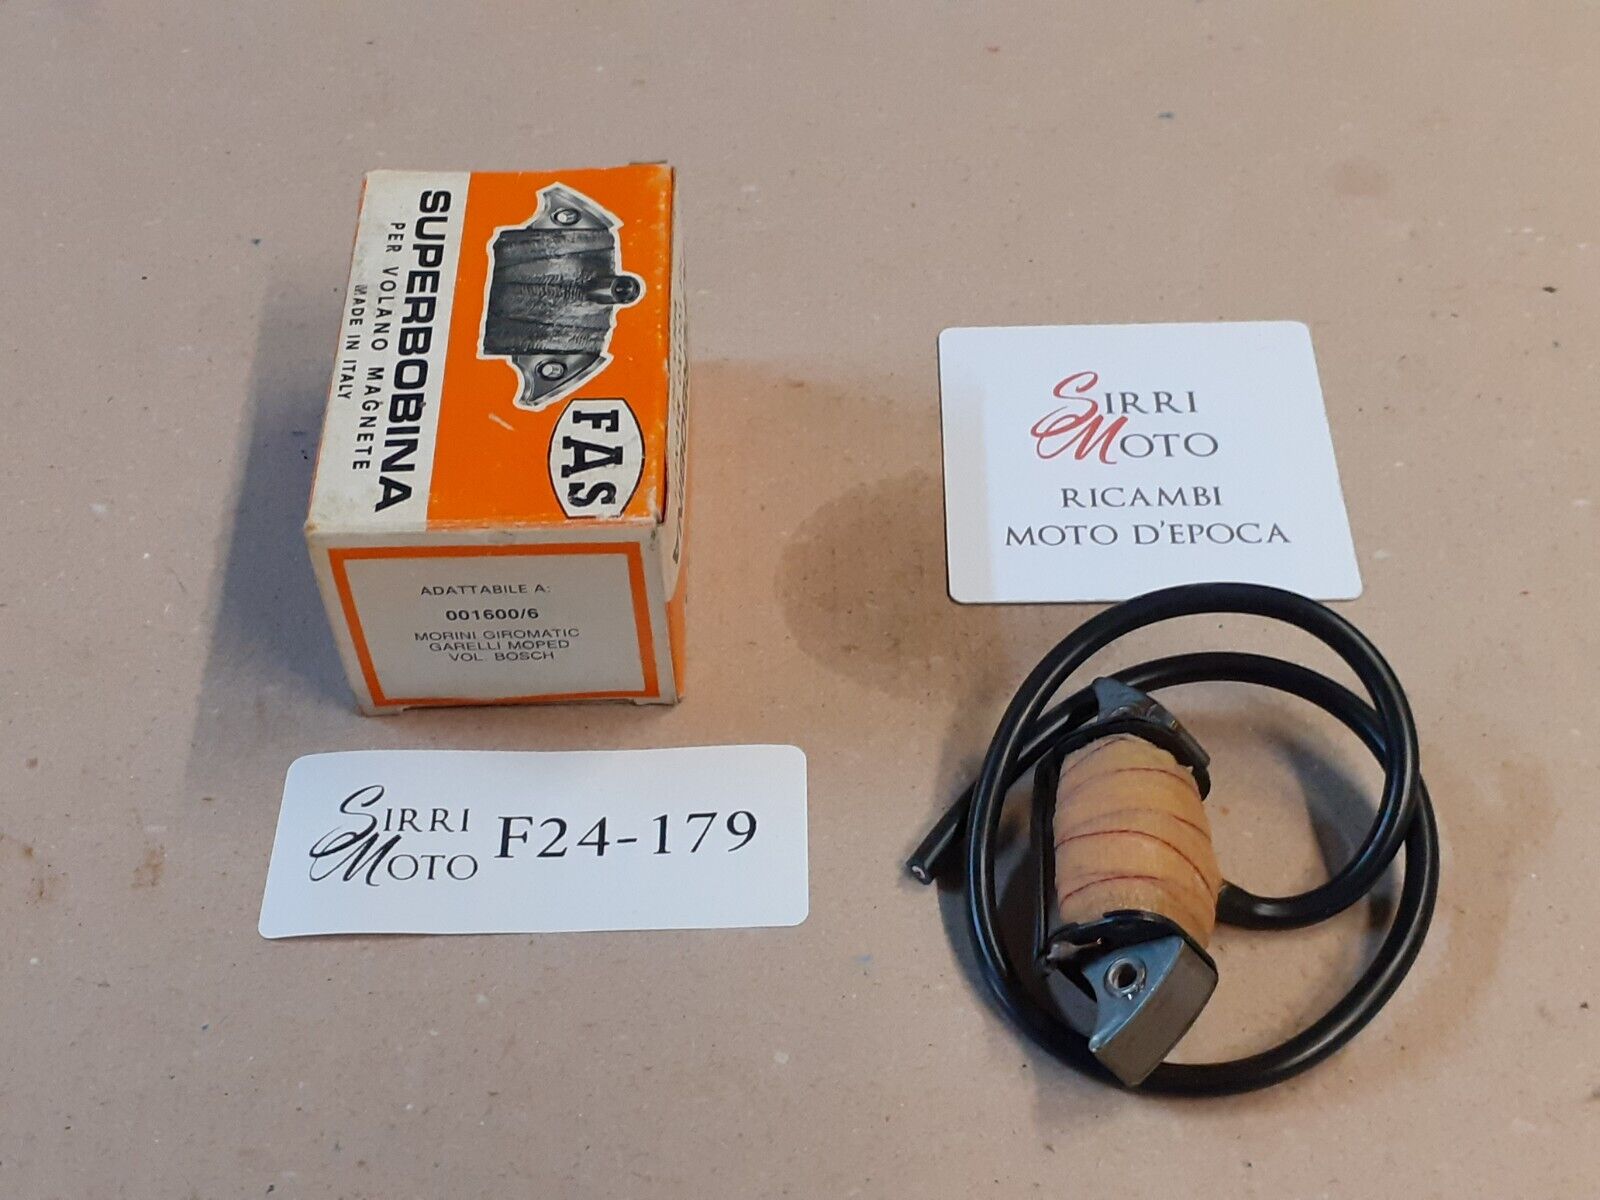 SUPERBOBINA
PER VOLANO MAGNETE
MADE IN ITALY
FAS
ADATTABILE A:
001600/6
MORINI GIROMATIC
GARELLI MOPED
VOL. BOSCH
SIRRI
MOTO
RICAMBI
MOTO D'EPOCA
SIRRI
MOTO
F24-179